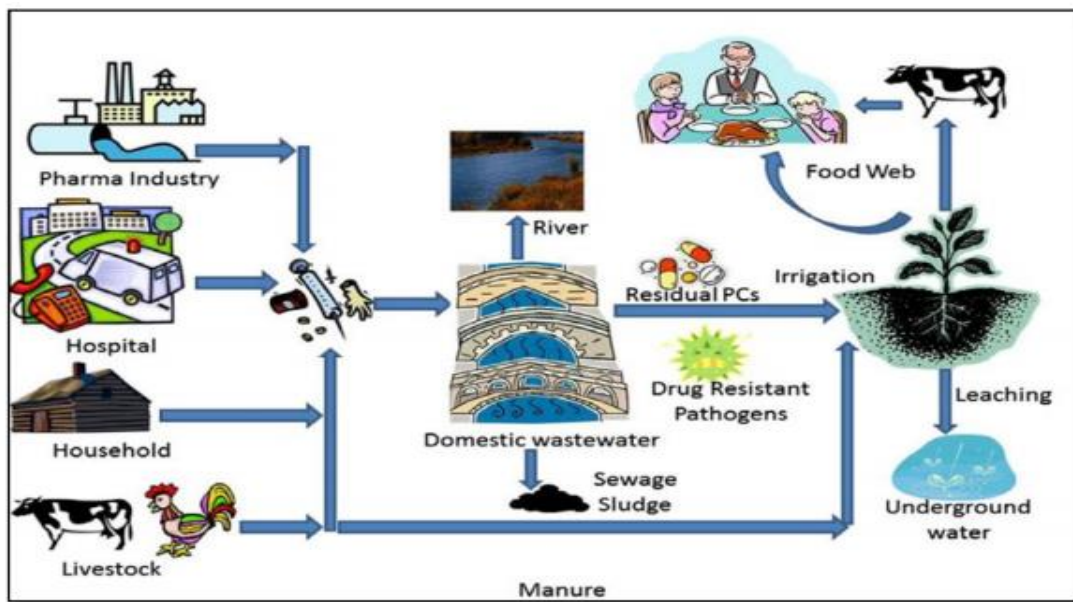 Pharma Industry
Hospital
Household
Livestock
River
Domestic wastewater
Sewage
Sludge
Residual PCs
Drug Resistant
Pathogens
Irrigation
Food Web
Leaching
Underground
water
Manure